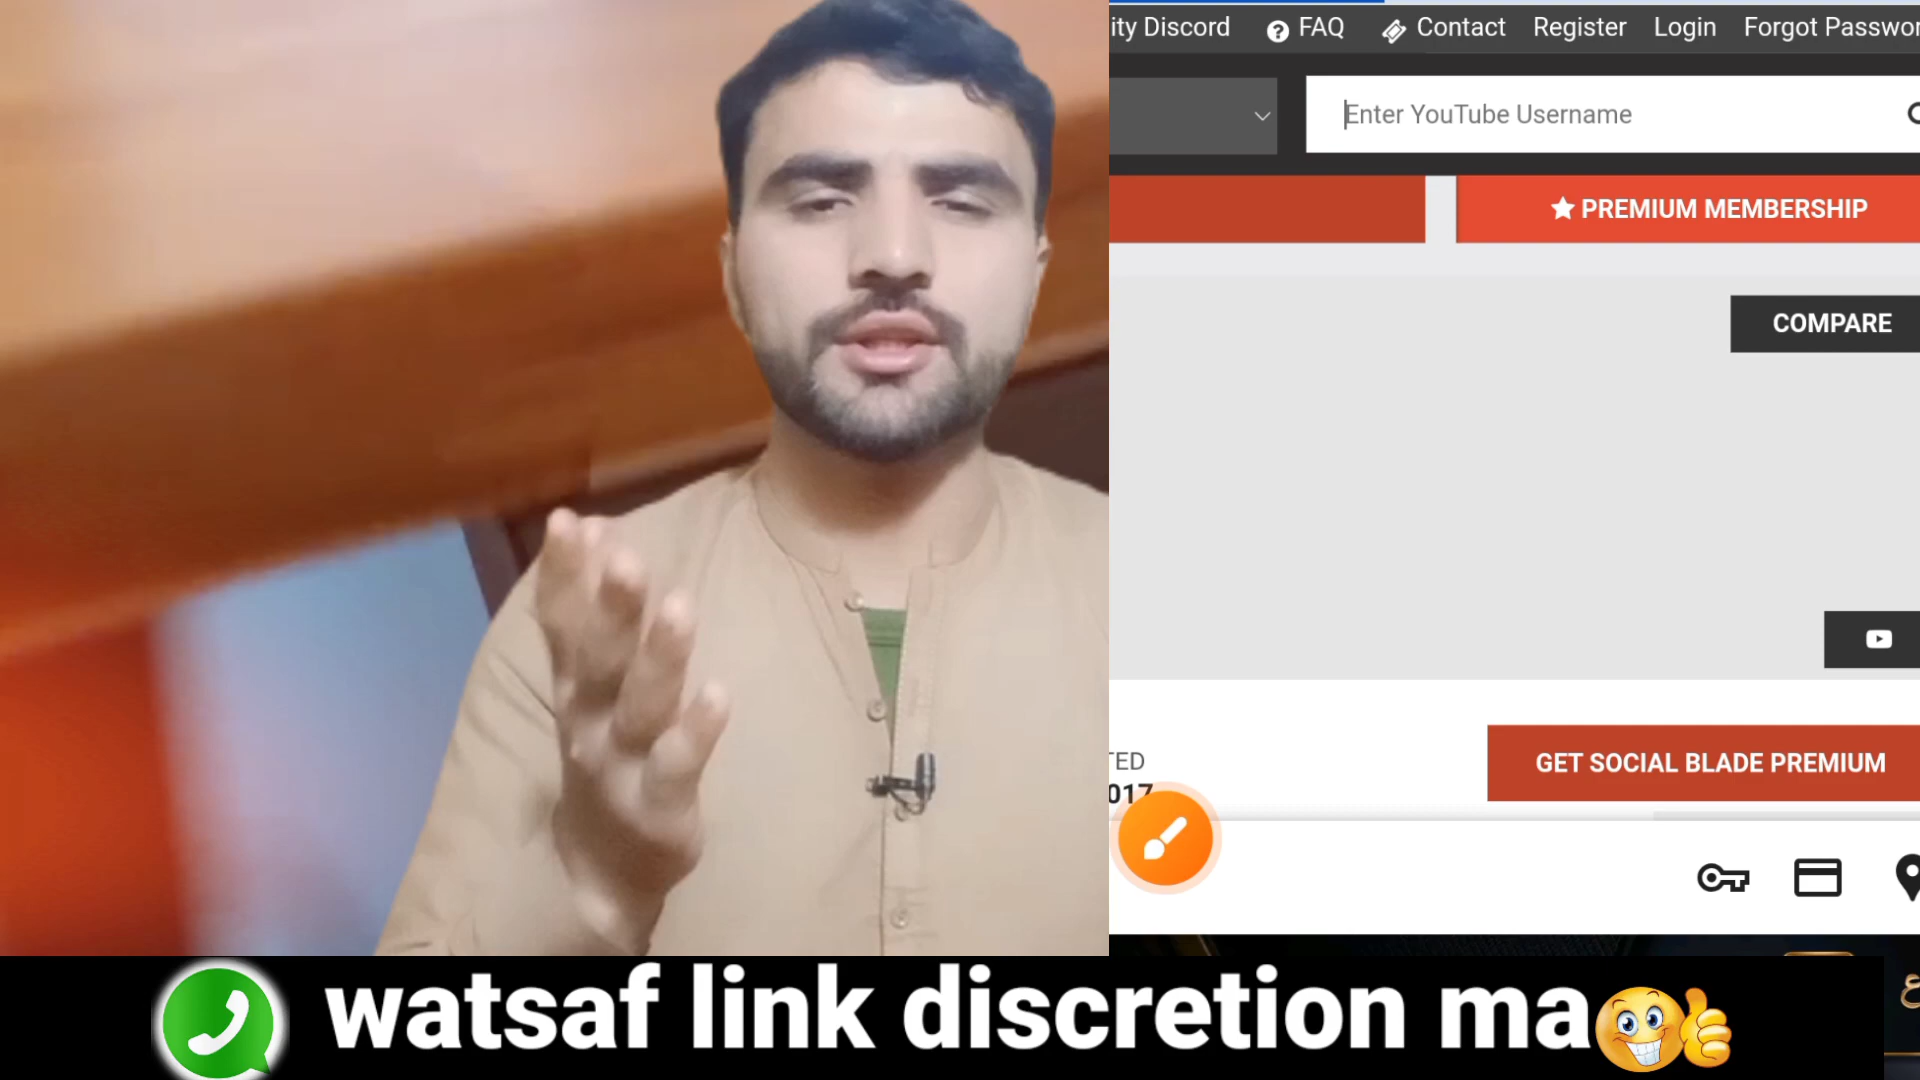 ity Discord FAQ Contact Register Login Forgot Passwor
Enter YouTube Username
PREMIUM MEMBERSHIP
COMPARE
TED
GET SOCIAL BLADE PREMIUM
017
watsaf link discretion ma